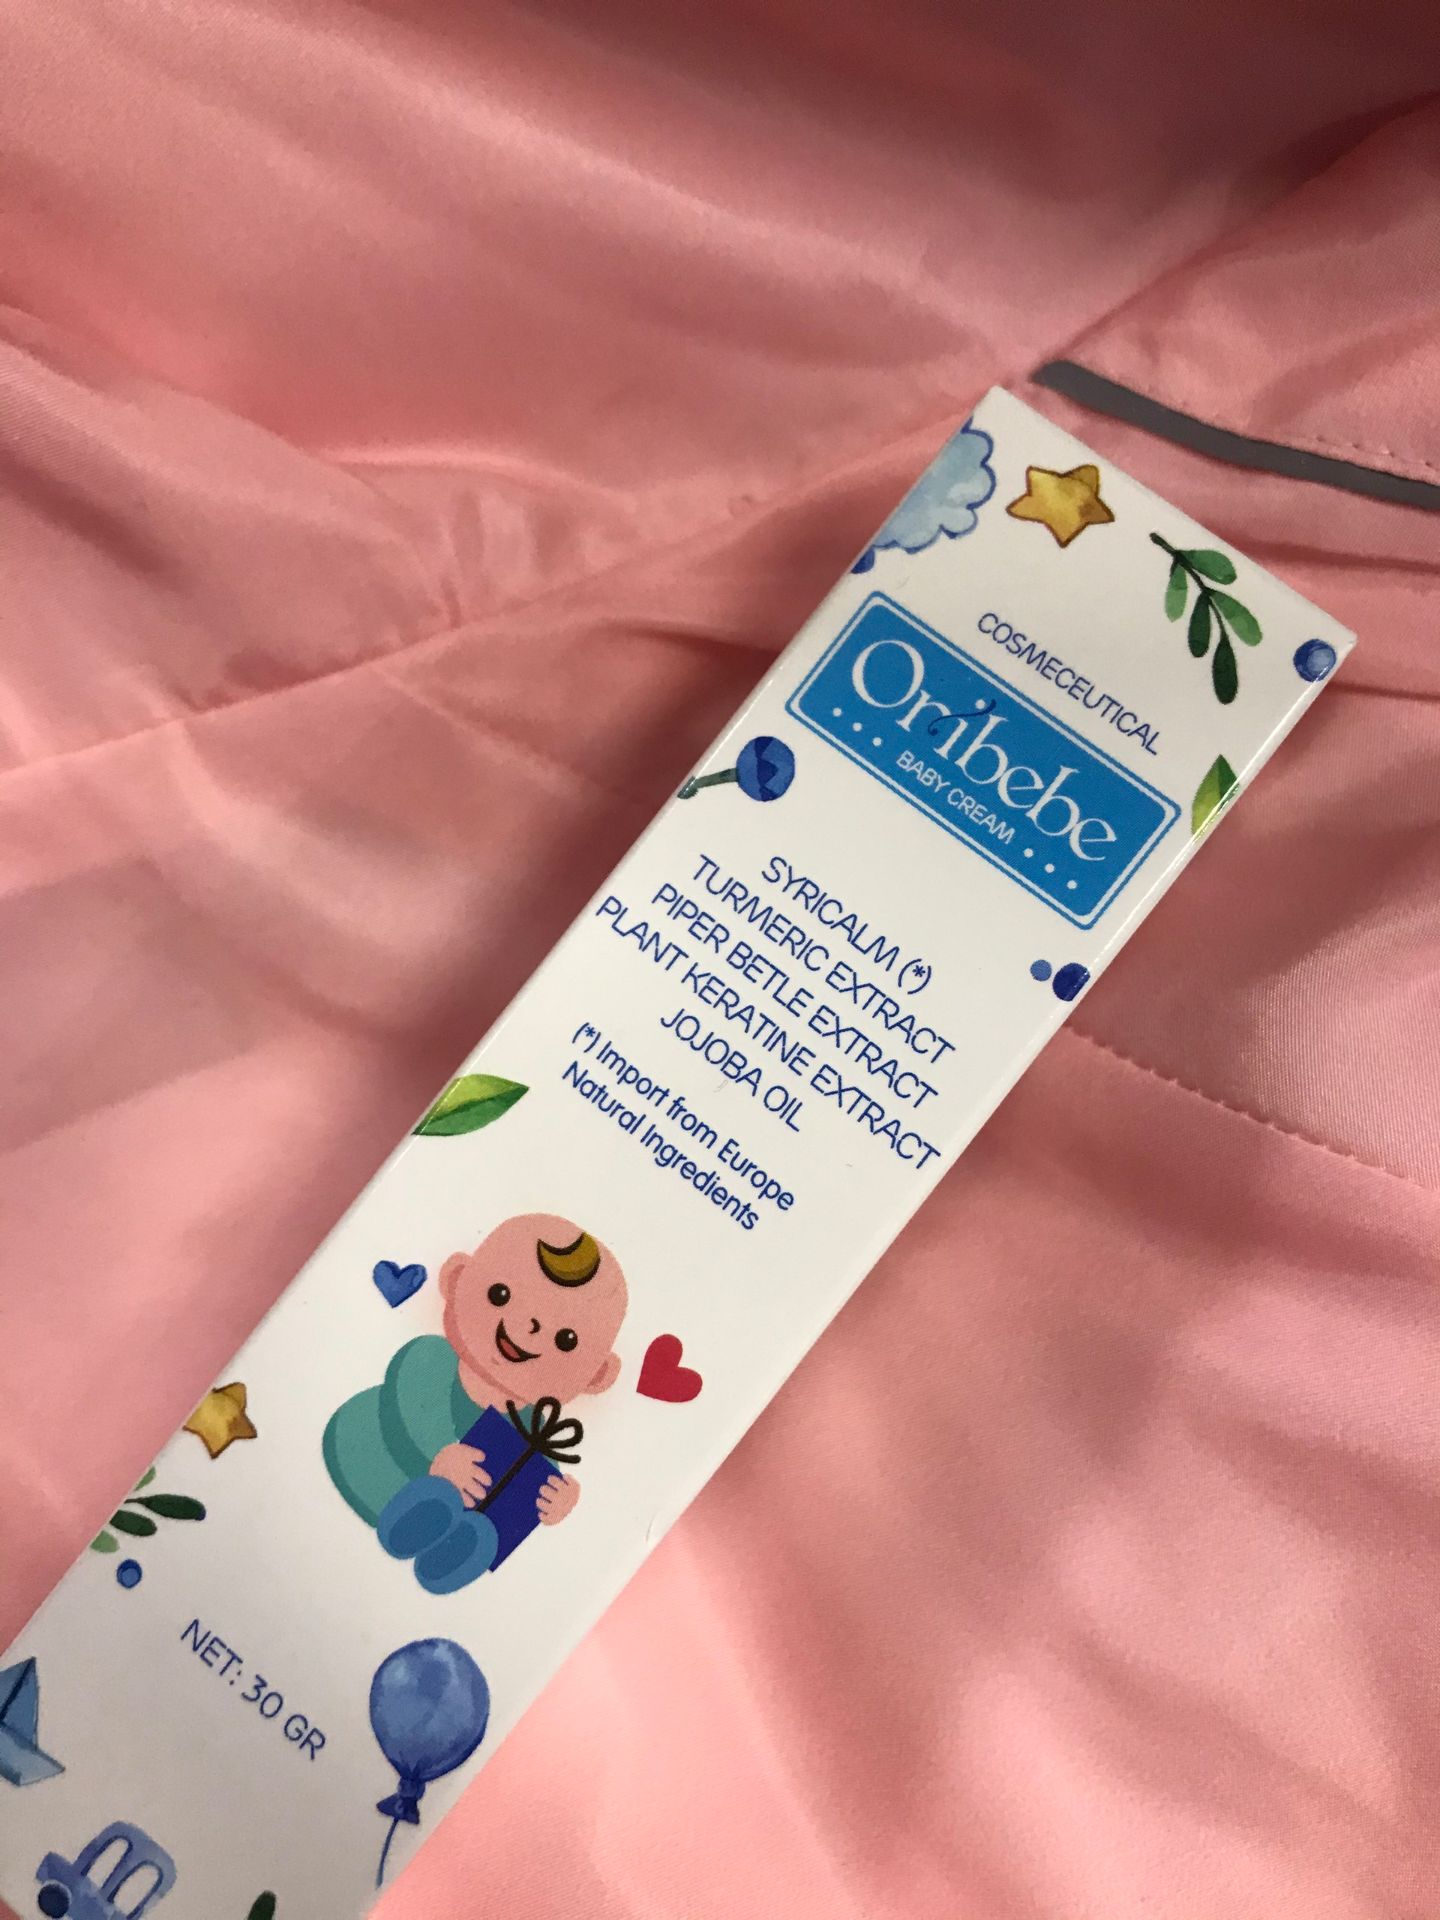 COSMECEUTICAL
Oribebe
BABY CREAM
SYRICALM (*)
TURMERIC EXTRACT
PIPER BETLE EXTRACT
PLANT KERATINE EXTRACT
JOJOBA OIL
(*) Import from Europe
Natural Ingredients
NET: 30 GR